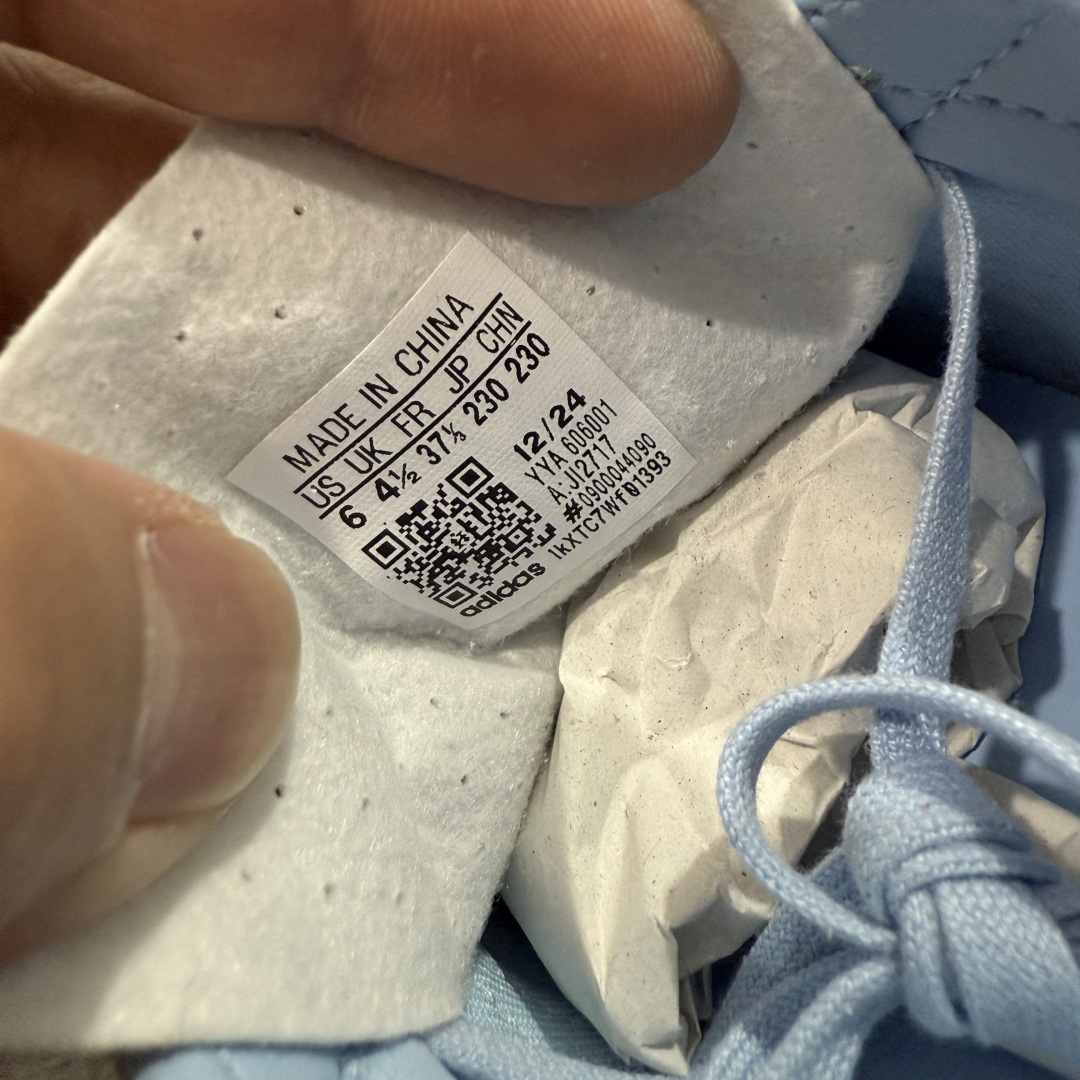 MADE IN CHINA
US UK FR JP CHN
6 4½ 37⅓ 230 230
12/24
YYA 606001
A: JI2717
#0900044090
adidas IkXTC7WfQ1393